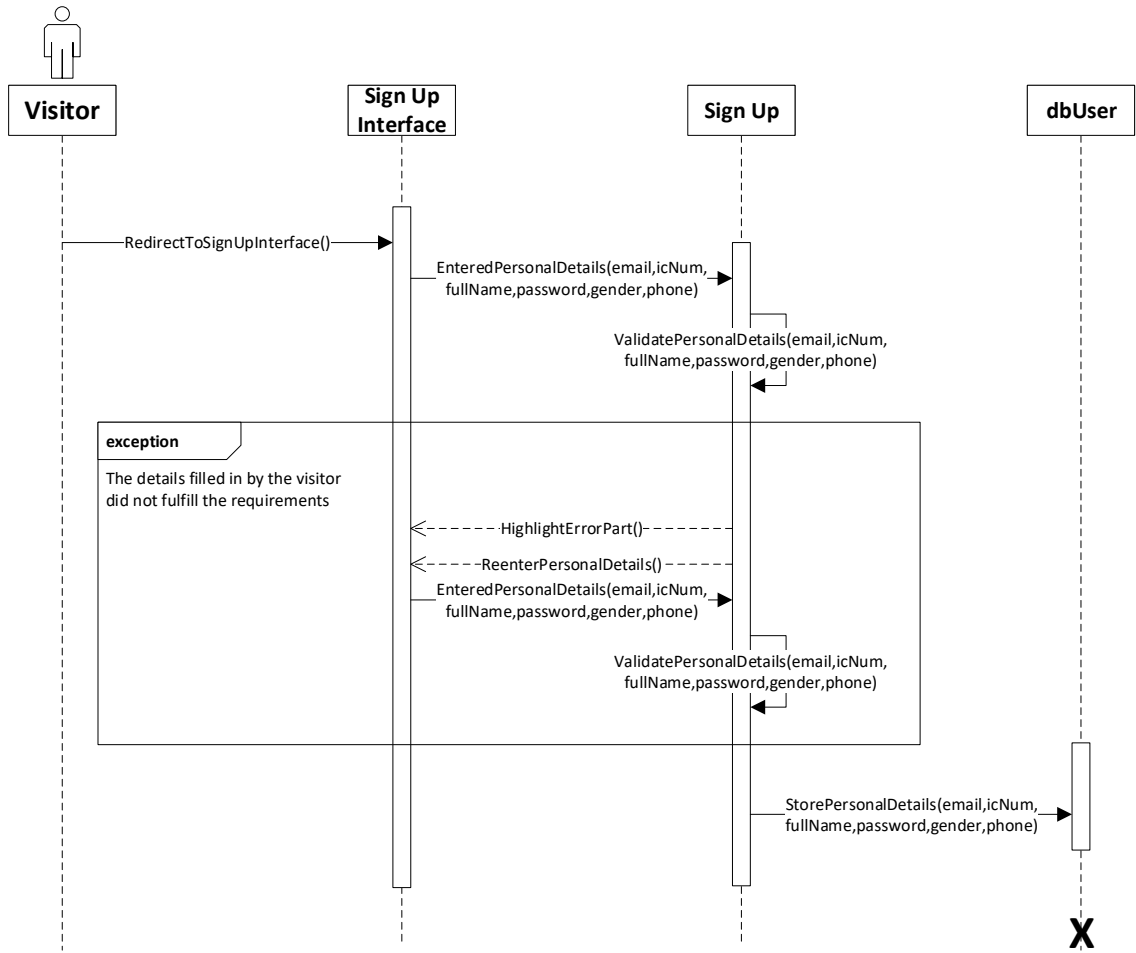 Visitor
Sign Up
Interface
Sign Up
dbUser
RedirectToSignUpInterface()
EnteredPersonalDetails(email,icNum,
fullName,password,gender,phone)
ValidatePersonalDetails(email,icNum,
fullName,password,gender,phone)
exception
The details filled in by the visitor
did not fulfill the requirements
HighlightErrorPart()
ReenterPersonalDetails()
EnteredPersonalDetails(email,icNum,
fullName,password,gender,phone)
ValidatePersonalDetails(email,icNum,
fullName,password,gender,phone)
StorePersonalDetails(email,icNum,
fullName,password,gender,phone)
X